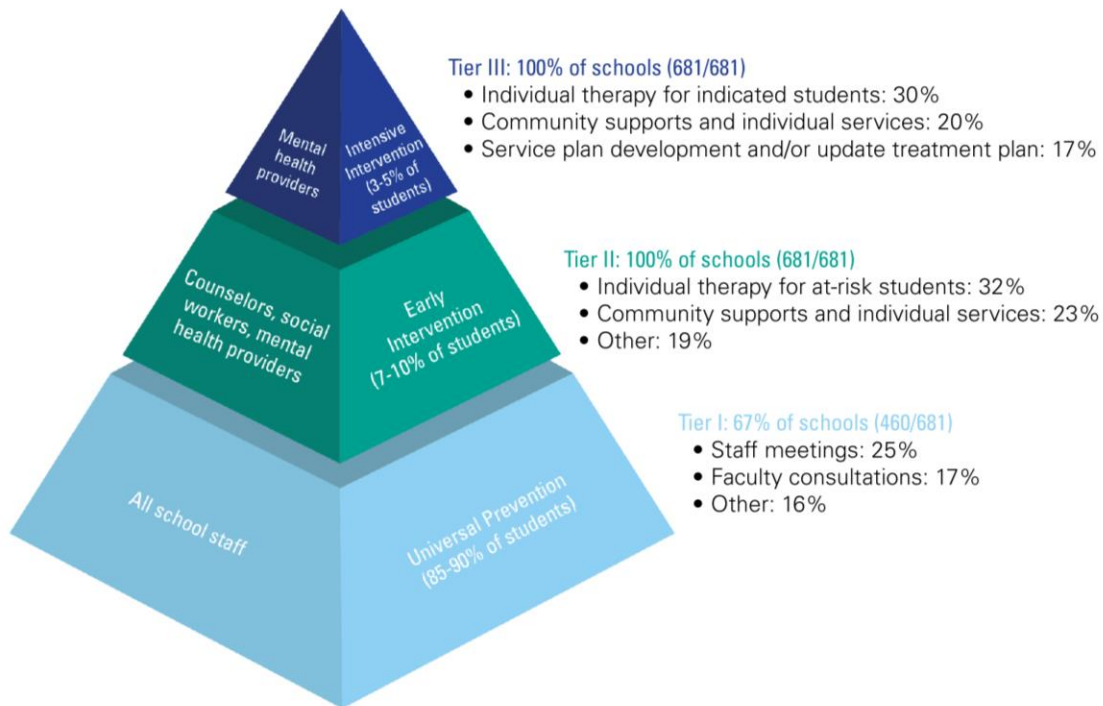 Tier III: 100% of schools (681/681)
• Individual therapy for indicated students: 30%
• Community supports and individual services: 20%
• Service plan development and/or update treatment plan: 17%
Mental
health
providers
Intensive
Intervention
(3-5% of
students)
Tier II: 100% of schools (681/681)
• Individual therapy for at-risk students: 32%
• Community supports and individual services: 23%
• Other: 19%
Counselors, social
workers, mental
health providers
Early
Intervention
(7-10% of students)
Tier I: 67% of schools (460/681)
• Staff meetings: 25%
• Faculty consultations: 17%
• Other: 16%
All school staff
Universal Prevention
(85-90% of students)